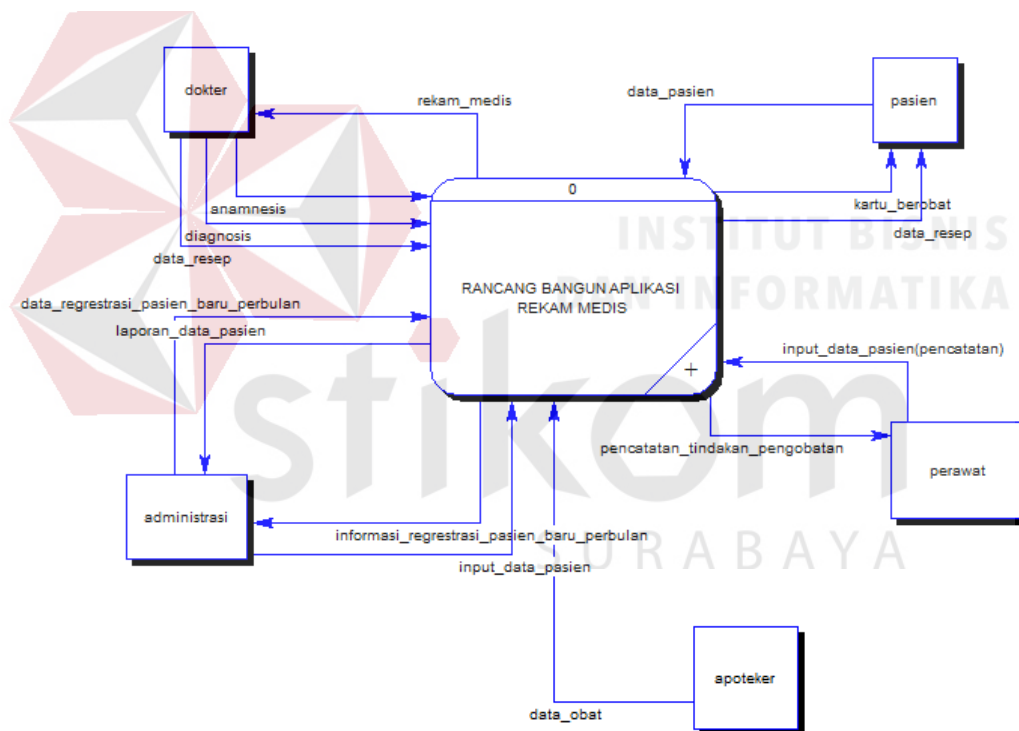 dokter
rekam_medis
data_pasien
pasien
0
anamnesis
diagnosis
data_resep
kartu_berobat
data_resep
INSTITUT BISNIS
DAN INFORMATIKA
RANCANG BANGUN APLIKASI
REKAM MEDIS
data_regrestrasi_pasien_baru_perbulan
laporan_data_pasien
input_data_pasien(pencatatan)
+
stikom
pencatatan_tindakan_pengobatan
perawat
administrasi
informasi_regrestrasi_pasien_baru_perbulan
SURABAYA
input_data_pasien
apoteker
data_obat